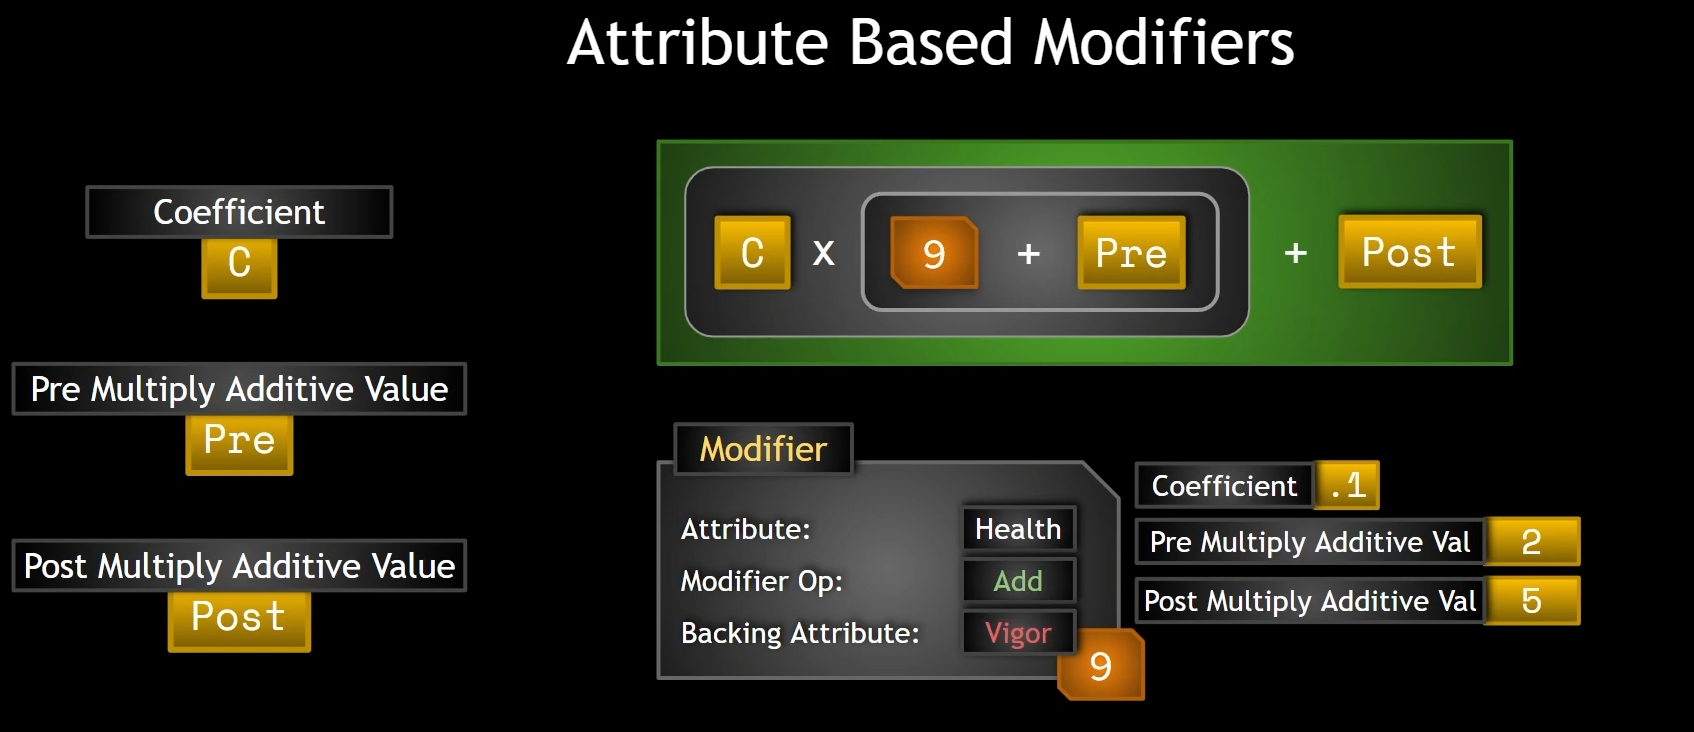 Attribute Based Modifiers
Coefficient
C
Pre Multiply Additive Value
Pre
Post Multiply Additive Value
Post
C x 9 + Pre + Post
Modifier
Attribute: Health
Modifier Op: Add
Backing Attribute: Vigor
9
Coefficient .1
Pre Multiply Additive Val 2
Post Multiply Additive Val 5